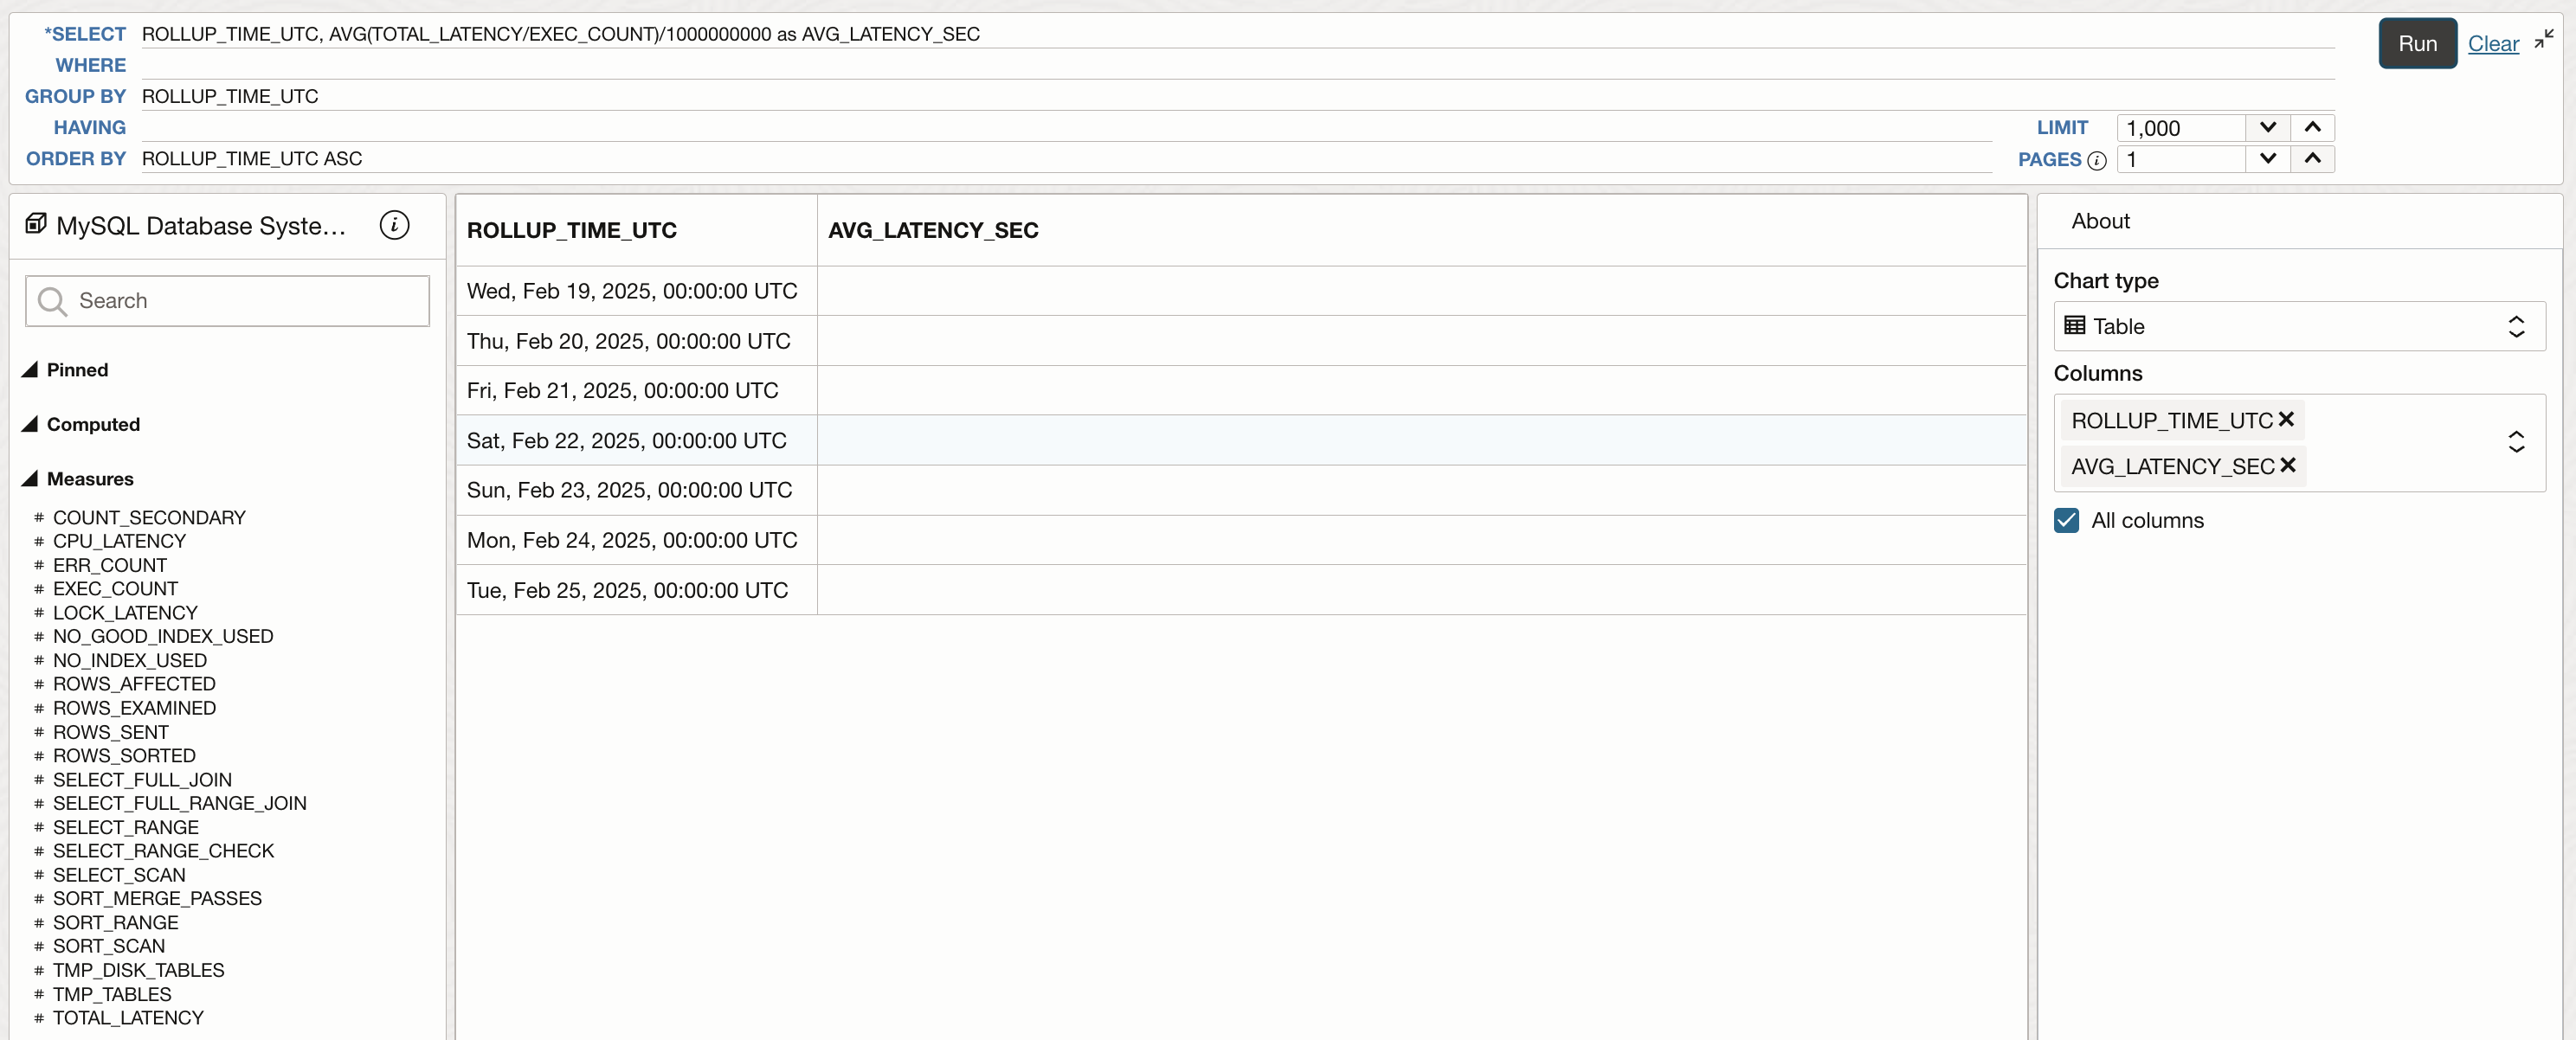 *SELECT ROLLUP_TIME_UTC, AVG(TOTAL_LATENCY/EXEC_COUNT)/1000000000 as AVG_LATENCY_SEC
Run Clear
WHERE
GROUP BY ROLLUP_TIME_UTC
HAVING
LIMIT 1,000
ORDER BY ROLLUP_TIME_UTC ASC
PAGES i 1
MySQL Database Syste... i
Search
Pinned
Computed
Measures
# COUNT_SECONDARY
# CPU_LATENCY
# ERR_COUNT
# EXEC_COUNT
# LOCK_LATENCY
# NO_GOOD_INDEX_USED
# NO_INDEX_USED
# ROWS_AFFECTED
# ROWS_EXAMINED
# ROWS_SENT
# ROWS_SORTED
# SELECT_FULL_JOIN
# SELECT_FULL_RANGE_JOIN
# SELECT_RANGE
# SELECT_RANGE_CHECK
# SELECT_SCAN
# SORT_MERGE_PASSES
# SORT_RANGE
# SORT_SCAN
# TMP_DISK_TABLES
# TMP_TABLES
# TOTAL_LATENCY
ROLLUP_TIME_UTC AVG_LATENCY_SEC
Wed, Feb 19, 2025, 00:00:00 UTC
Thu, Feb 20, 2025, 00:00:00 UTC
Fri, Feb 21, 2025, 00:00:00 UTC
Sat, Feb 22, 2025, 00:00:00 UTC
Sun, Feb 23, 2025, 00:00:00 UTC
Mon, Feb 24, 2025, 00:00:00 UTC
Tue, Feb 25, 2025, 00:00:00 UTC
About
Chart type
Table
Columns
ROLLUP_TIME_UTC
AVG_LATENCY_SEC
All columns